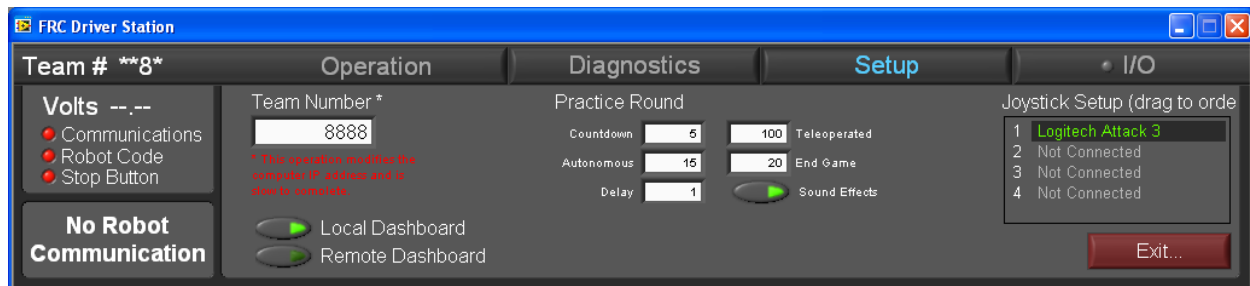 FRC Driver Station
Team # **8* Operation Diagnostics Setup I/O
Volts --.--
Communications
Robot Code
Stop Button
No Robot
Communication
Team Number *
8888
* This operation modifies the
computer IP address and is
slow to complete.
Local Dashboard
Remote Dashboard
Practice Round
Countdown 5 100 Teleoperated
Autonomous 15 20 End Game
Delay 1 Sound Effects
Joystick Setup (drag to orde
1 Logitech Attack 3
2 Not Connected
3 Not Connected
4 Not Connected
Exit...